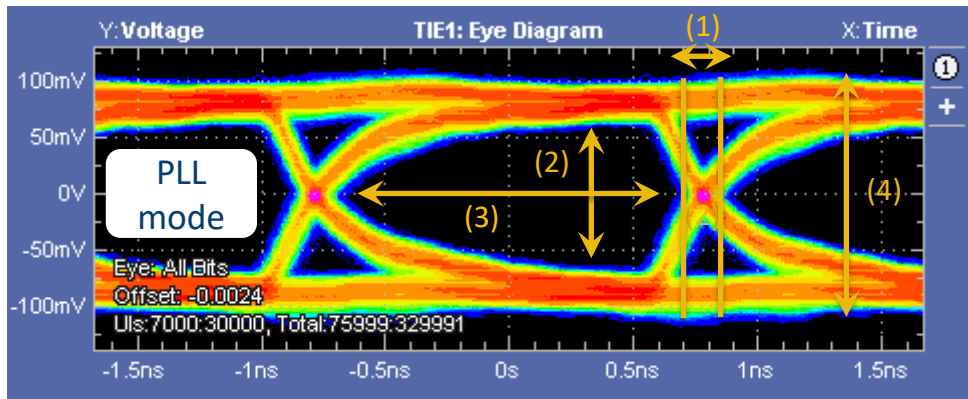 Y:Voltage TIE1: Eye Diagram X:Time
(1)
1
100mV
+
50mV
(2)
PLL
mode
0V
(3)
(4)
-50mV
Eye: All Bits
Offset: -0.0024
-100mV
UIs:7000:30000, Total:75999:329991
-1.5ns -1ns -0.5ns 0s 0.5ns 1ns 1.5ns